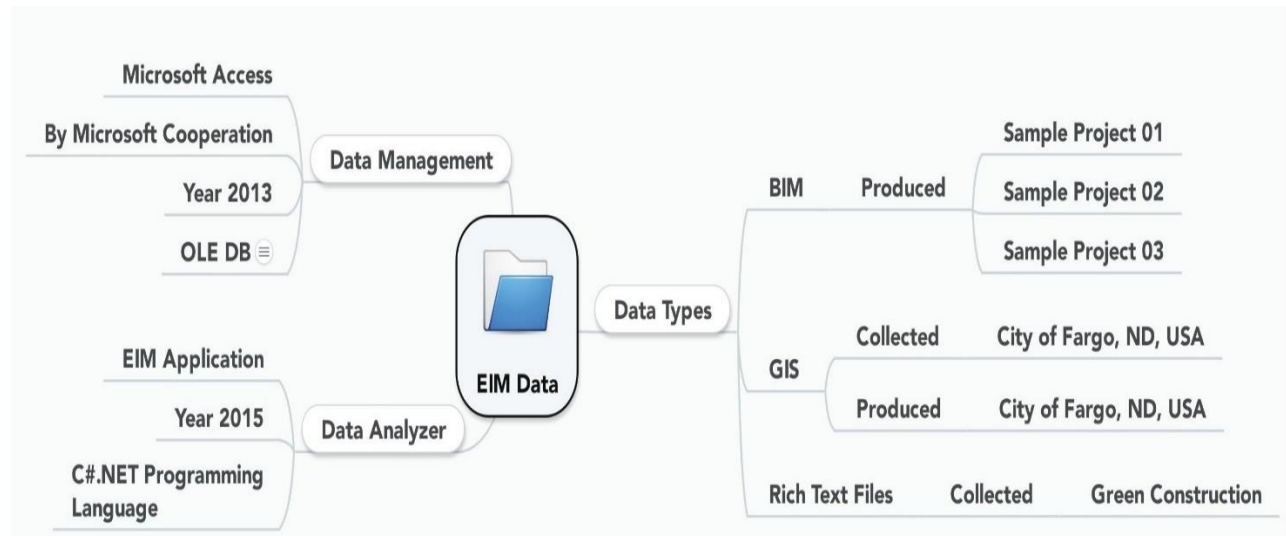 Microsoft Access
By Microsoft Cooperation
Year 2013
OLE DB
Data Management
EIM Application
Year 2015
C#.NET Programming
Language
Data Analyzer
EIM Data
Data Types
BIM
Produced
Sample Project 01
Sample Project 02
Sample Project 03
GIS
Collected
City of Fargo, ND, USA
Produced
City of Fargo, ND, USA
Rich Text Files
Collected
Green Construction